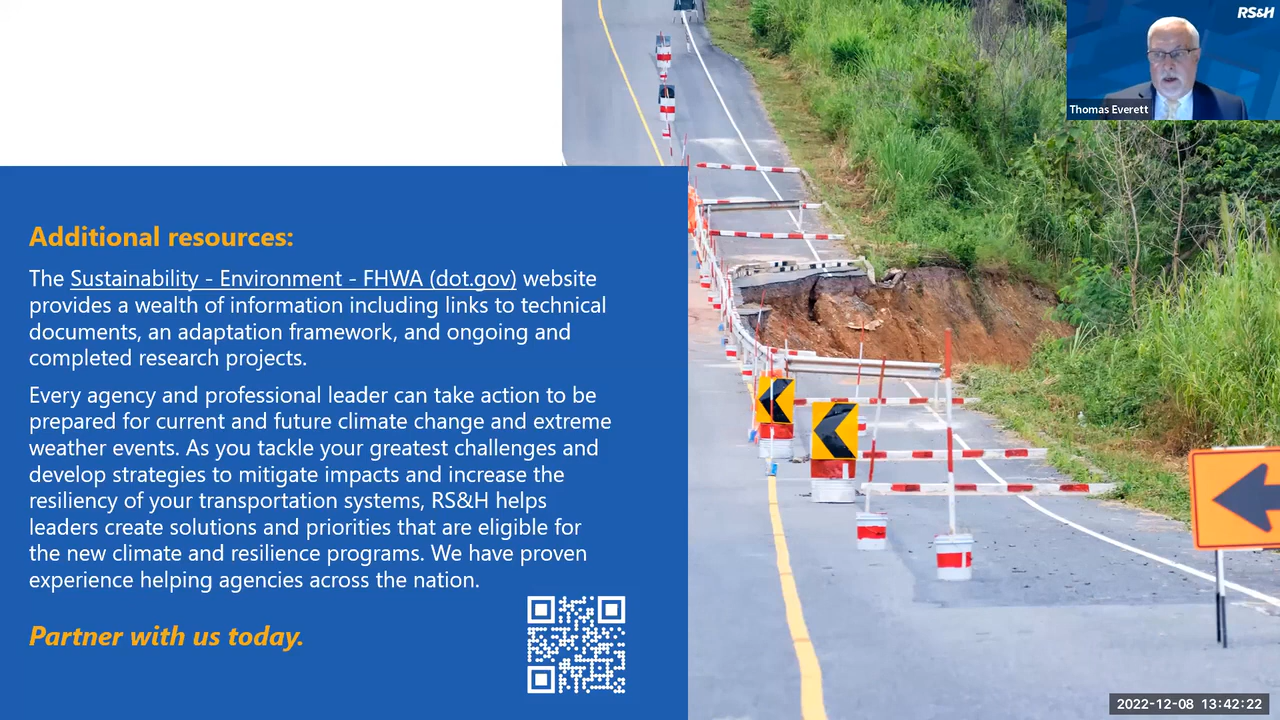 RS&H
Thomas Everett
Additional resources:
The Sustainability - Environment - FHWA (dot.gov) website
provides a wealth of information including links to technical
documents, an adaptation framework, and ongoing and
completed research projects.
Every agency and professional leader can take action to be
prepared for current and future climate change and extreme
weather events. As you tackle your greatest challenges and
develop strategies to mitigate impacts and increase the
resiliency of your transportation systems, RS&H helps
leaders create solutions and priorities that are eligible for
the new climate and resilience programs. We have proven
experience helping agencies across the nation.
Partner with us today.
2022-12-08 13:42:22